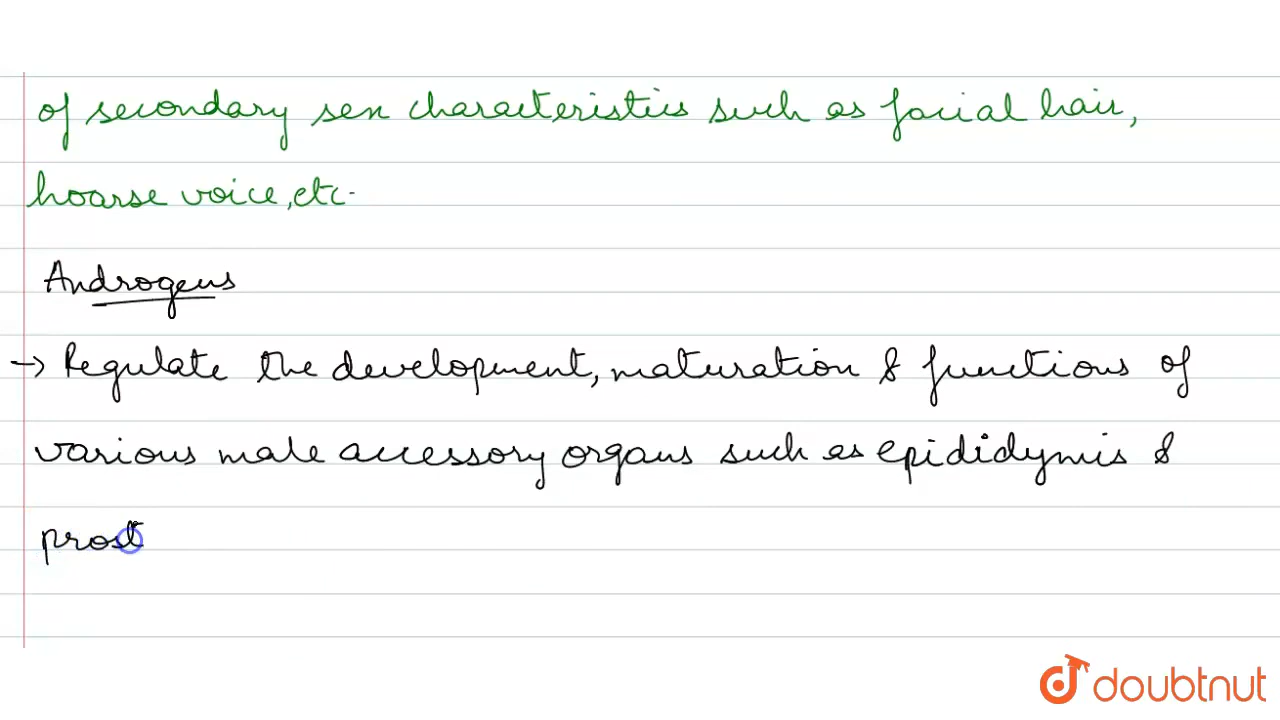 of secondary sex characteristics such as facial hair,
hoarse voice, etc.
Androgens
→ Regulate the development, maturation & functions of
various male accessory organs such as epididymis &
prost
doubtnut